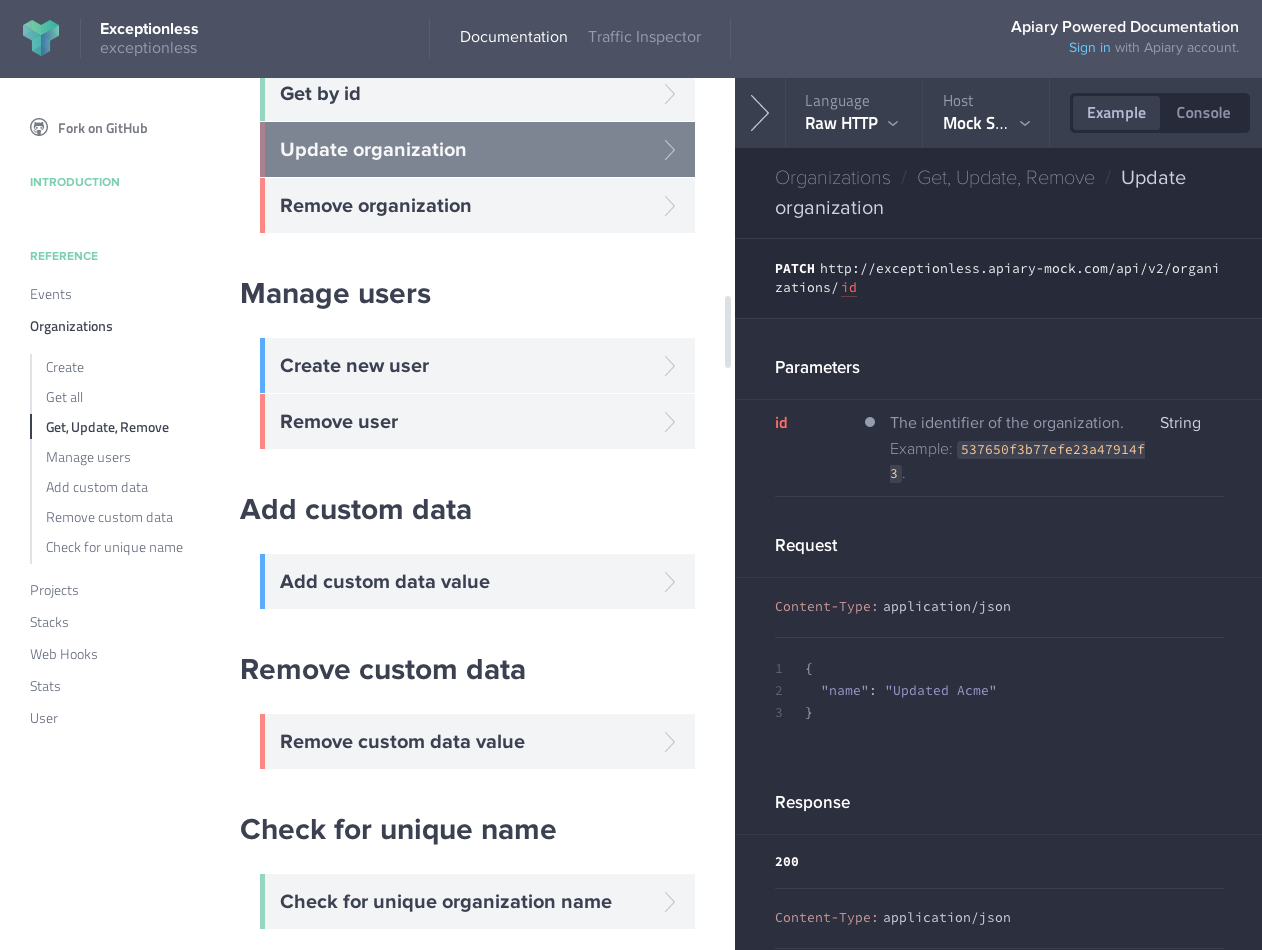 Exceptionless
exceptionless
Documentation
Traffic Inspector
Apiary Powered Documentation
Sign in with Apiary account.
Fork on GitHub
INTRODUCTION
REFERENCE
Events
Organizations
Create
Get all
Get, Update, Remove
Manage users
Add custom data
Remove custom data
Check for unique name
Projects
Stacks
Web Hooks
Stats
User
Get by id
Update organization
Remove organization
Manage users
Create new user
Remove user
Add custom data
Add custom data value
Remove custom data
Remove custom data value
Check for unique name
Check for unique organization name
Language
Raw HTTP
Host
Mock S...
Example
Console
Organizations / Get, Update, Remove / Update
organization
PATCH http://exceptionless.apiary-mock.com/api/v2/organi
zations/id
Parameters
id
The identifier of the organization.
String
Example: 537650f3b77efe23a47914f
3.
Request
Content-Type: application/json
1 {
2 "name": "Updated Acme"
3 }
Response
200
Content-Type: application/json